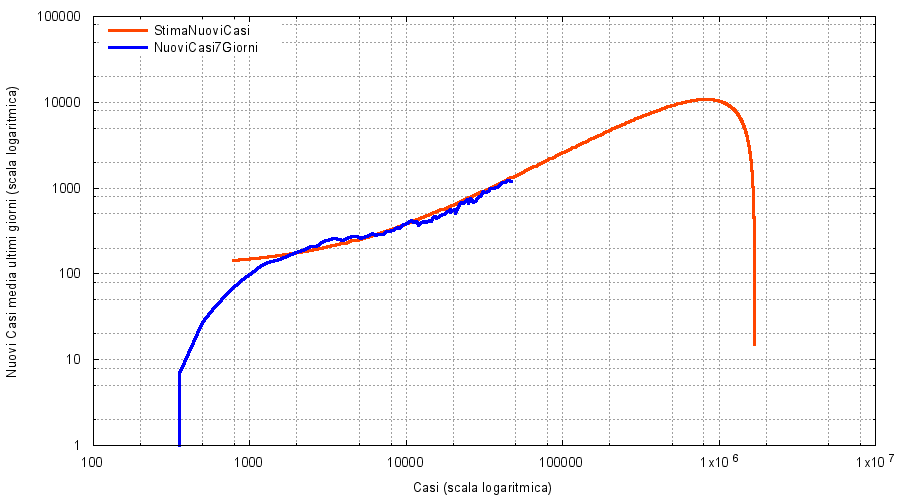 StimaNuoviCasi
NuoviCasi7Giorni
100000
10000
1000
100
10
1
Nuovi Casi media ultimi giorni (scala logaritmica)
100
1000
10000
100000
1x10 6
1x10 7
Casi (scala logaritmica)